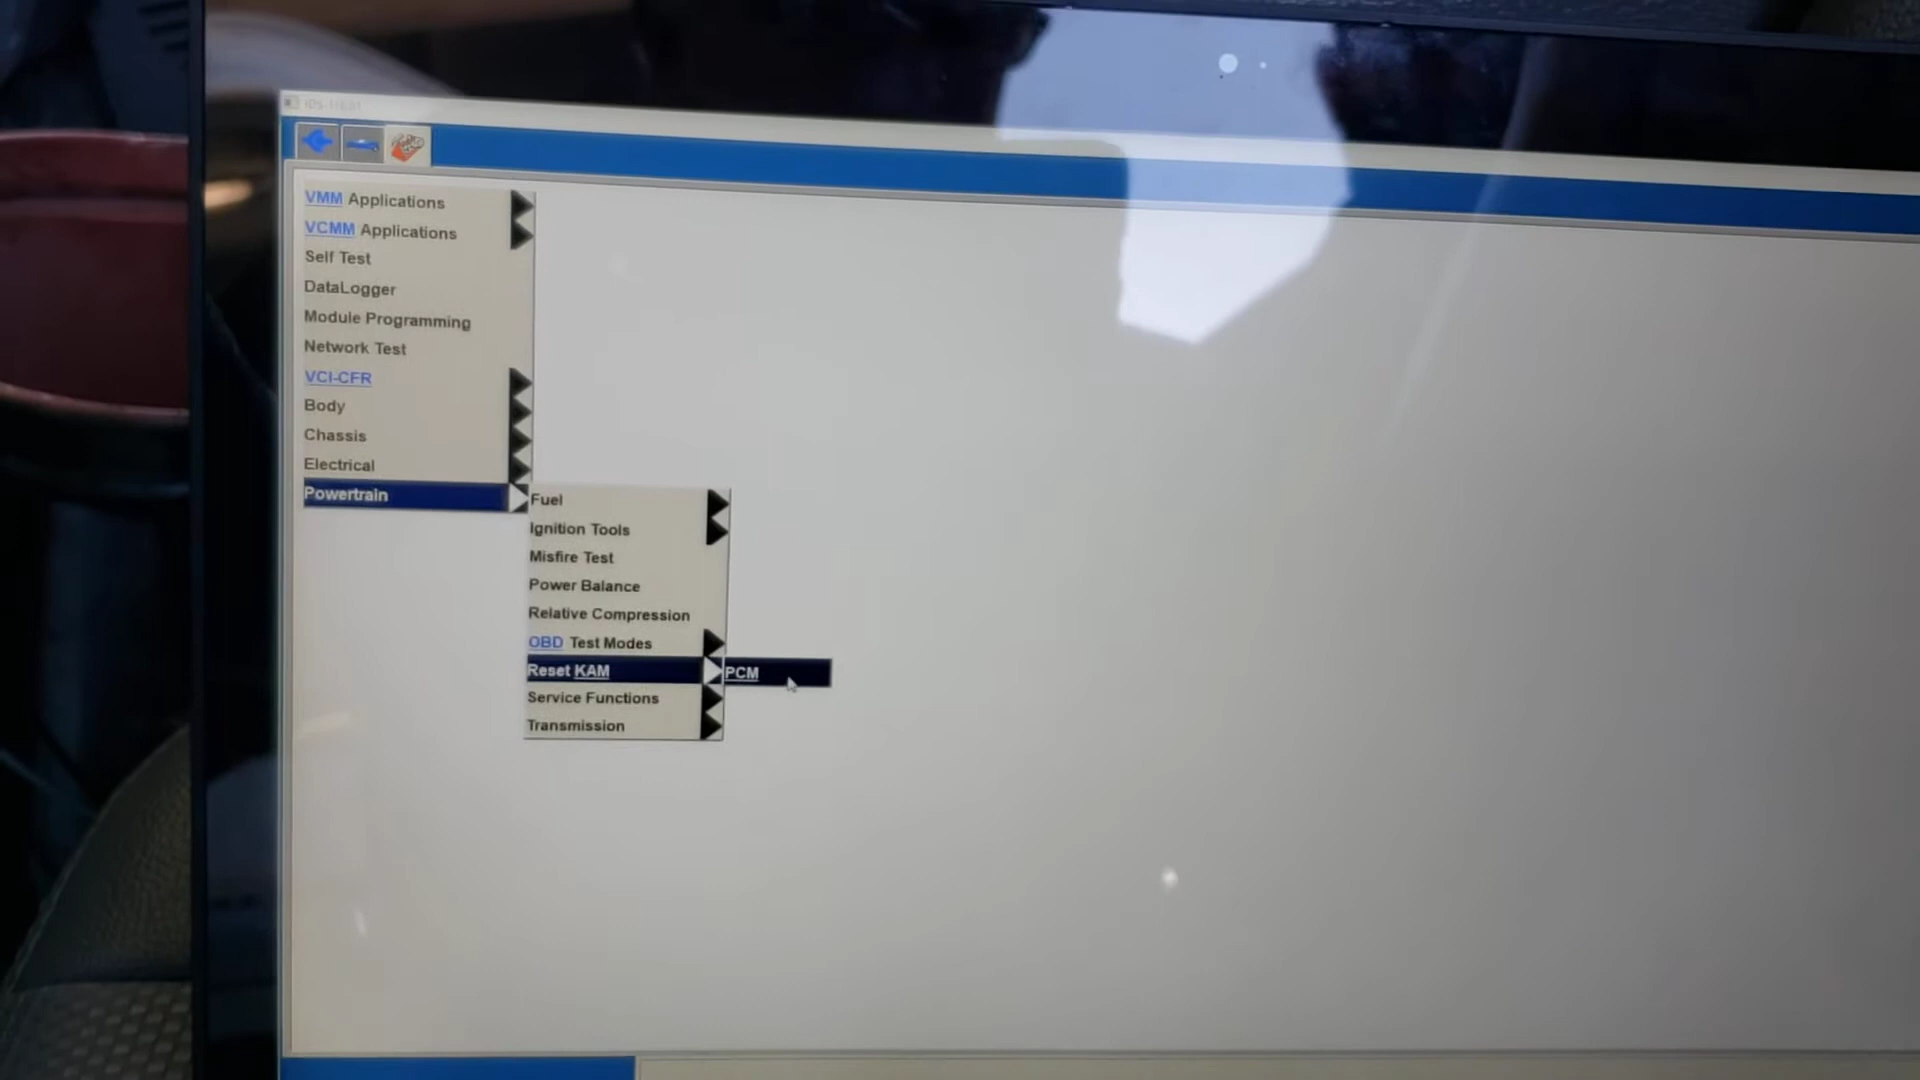 VMM Applications
VCMM Applications
Self Test
DataLogger
Module Programming
Network Test
VCI-CFR
Body
Chassis
Electrical
Powertrain
Fuel
Ignition Tools
Misfire Test
Power Balance
Relative Compression
OBD Test Modes
Reset KAM
PCM
Service Functions
Transmission